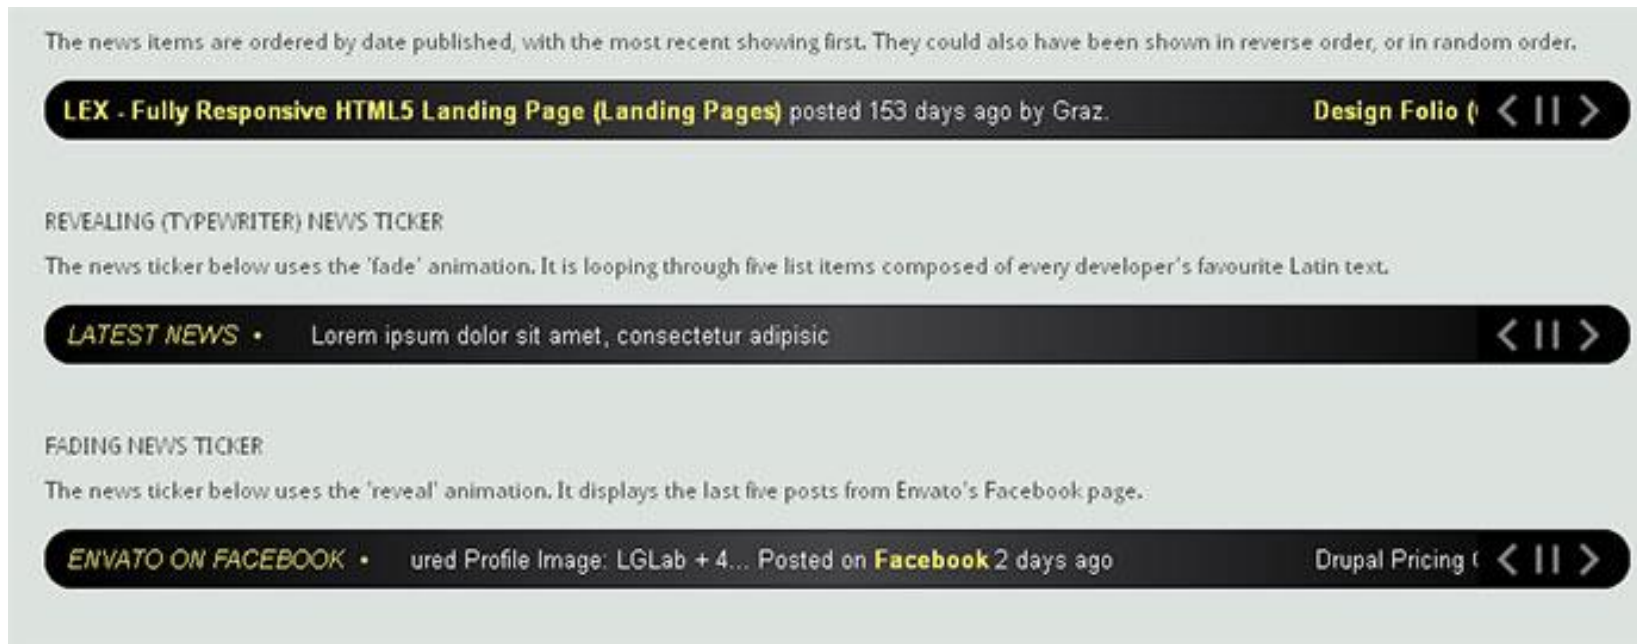 The news items are ordered by date published, with the most recent showing first. They could also have been shown in reverse order, or in random order.
LEX - Fully Responsive HTML5 Landing Page (Landing Pages) posted 153 days ago by Graz. Design Folio (
REVEALING (TYPEWRITER) NEWS TICKER
The news ticker below uses the 'fade' animation. It is looping through five list items composed of every developer's favourite Latin text.
LATEST NEWS • Lorem ipsum dolor sit amet, consectetur adipisic
FADING NEWS TICKER
The news ticker below uses the 'reveal' animation. It displays the last five posts from Envato's Facebook page.
ENVATO ON FACEBOOK • ured Profile Image: LGLab + 4... Posted on Facebook 2 days ago Drupal Pricing